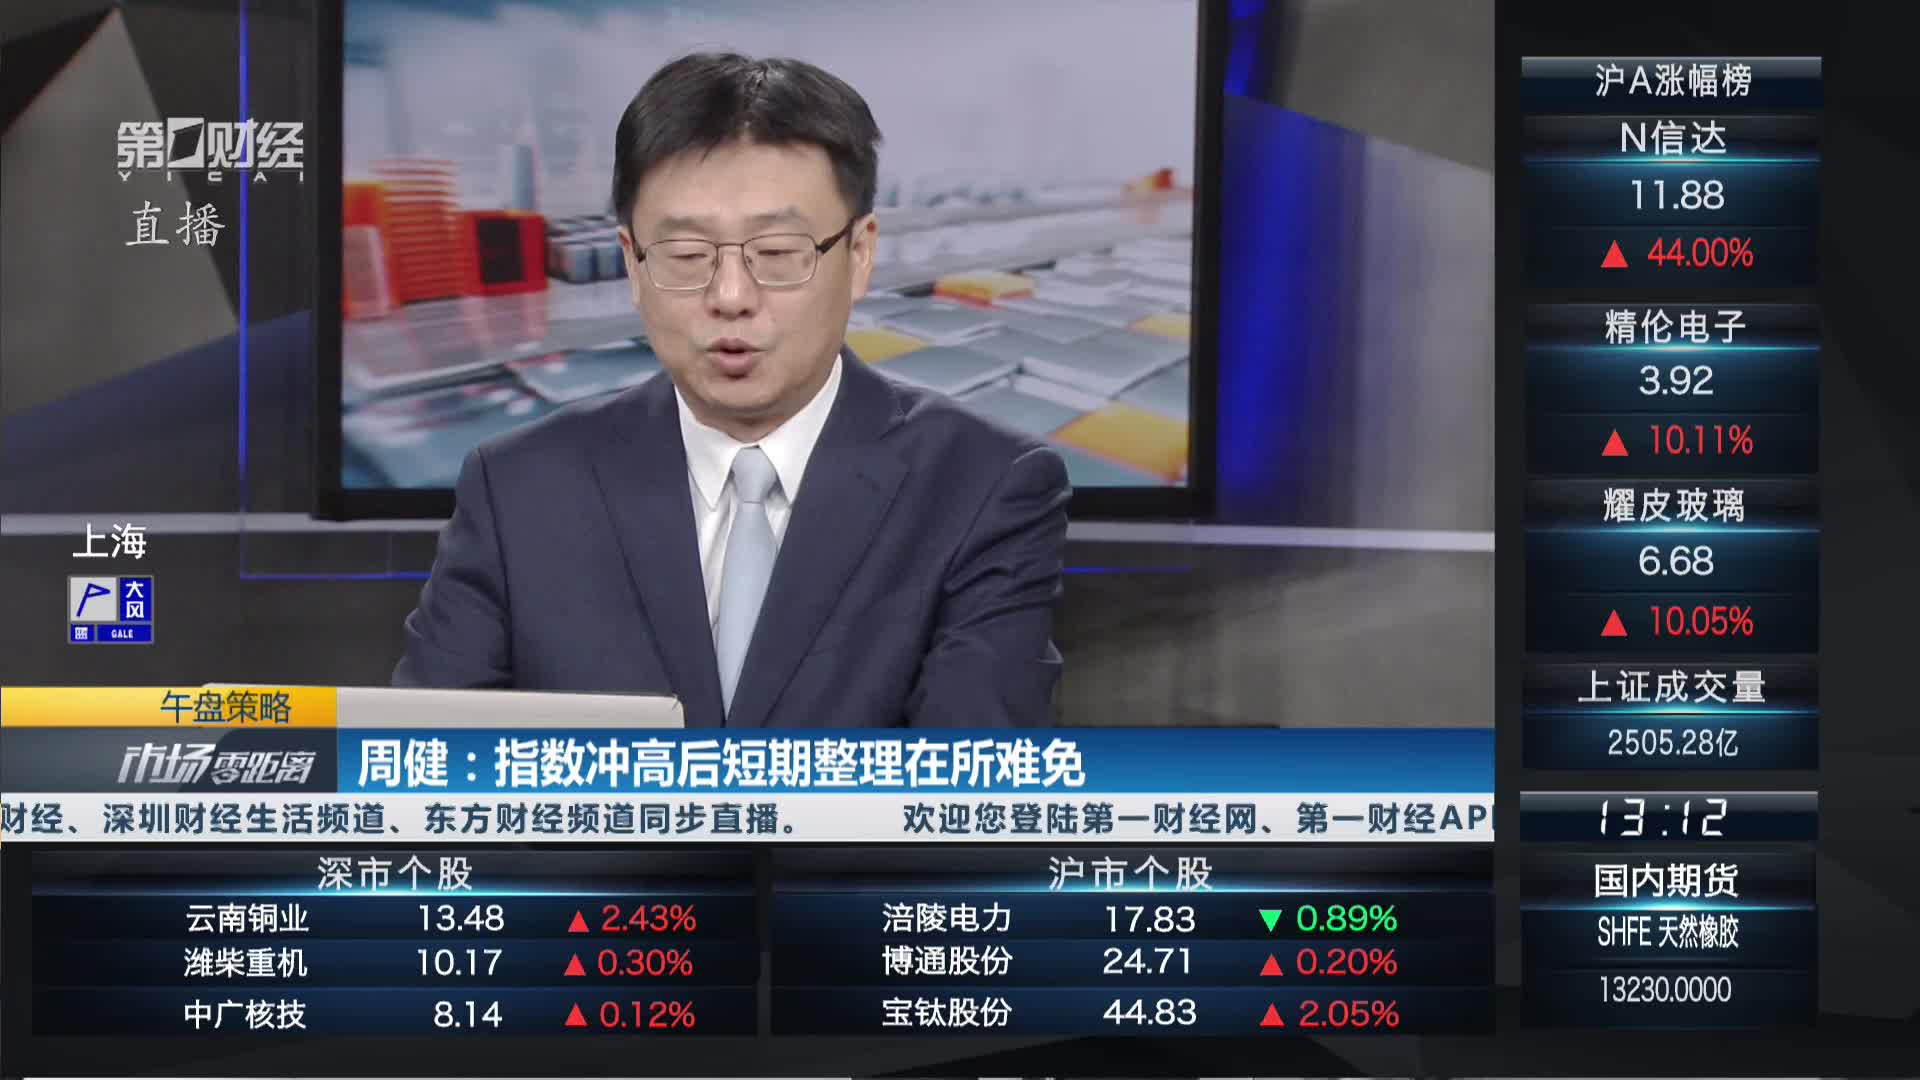 第一财经
YICAI
直播
上海
大风
蓝 GALE
午盘策略
市场零距离
周健：指数冲高后短期整理在所难免
财经、深圳财经生活频道、东方财经频道同步直播。 欢迎您登陆第一财经网、第一财经AP
深市个股
云南铜业 13.48 ▲ 2.43%
潍柴重机 10.17 ▲ 0.30%
中广核技 8.14 ▲ 0.12%
沪市个股
涪陵电力 17.83 ▼ 0.89%
博通股份 24.71 ▲ 0.20%
宝钛股份 44.83 ▲ 2.05%
沪A涨幅榜
N信达
11.88
▲ 44.00%
精伦电子
3.92
▲ 10.11%
耀皮玻璃
6.68
▲ 10.05%
上证成交量
2505.28亿
13:12
国内期货
SHFE 天然橡胶
13230.0000